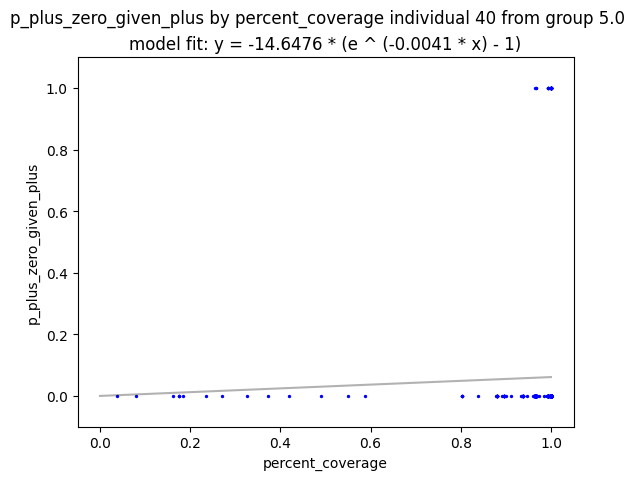 p_plus_zero_given_plus by percent_coverage individual 40 from group 5.0
model fit: y = -14.6476 * (e ^ (-0.0041 * x) - 1)
1.0
0.8
0.6
0.4
0.2
0.0
p_plus_zero_given_plus
0.0 0.2 0.4 0.6 0.8 1.0
percent_coverage